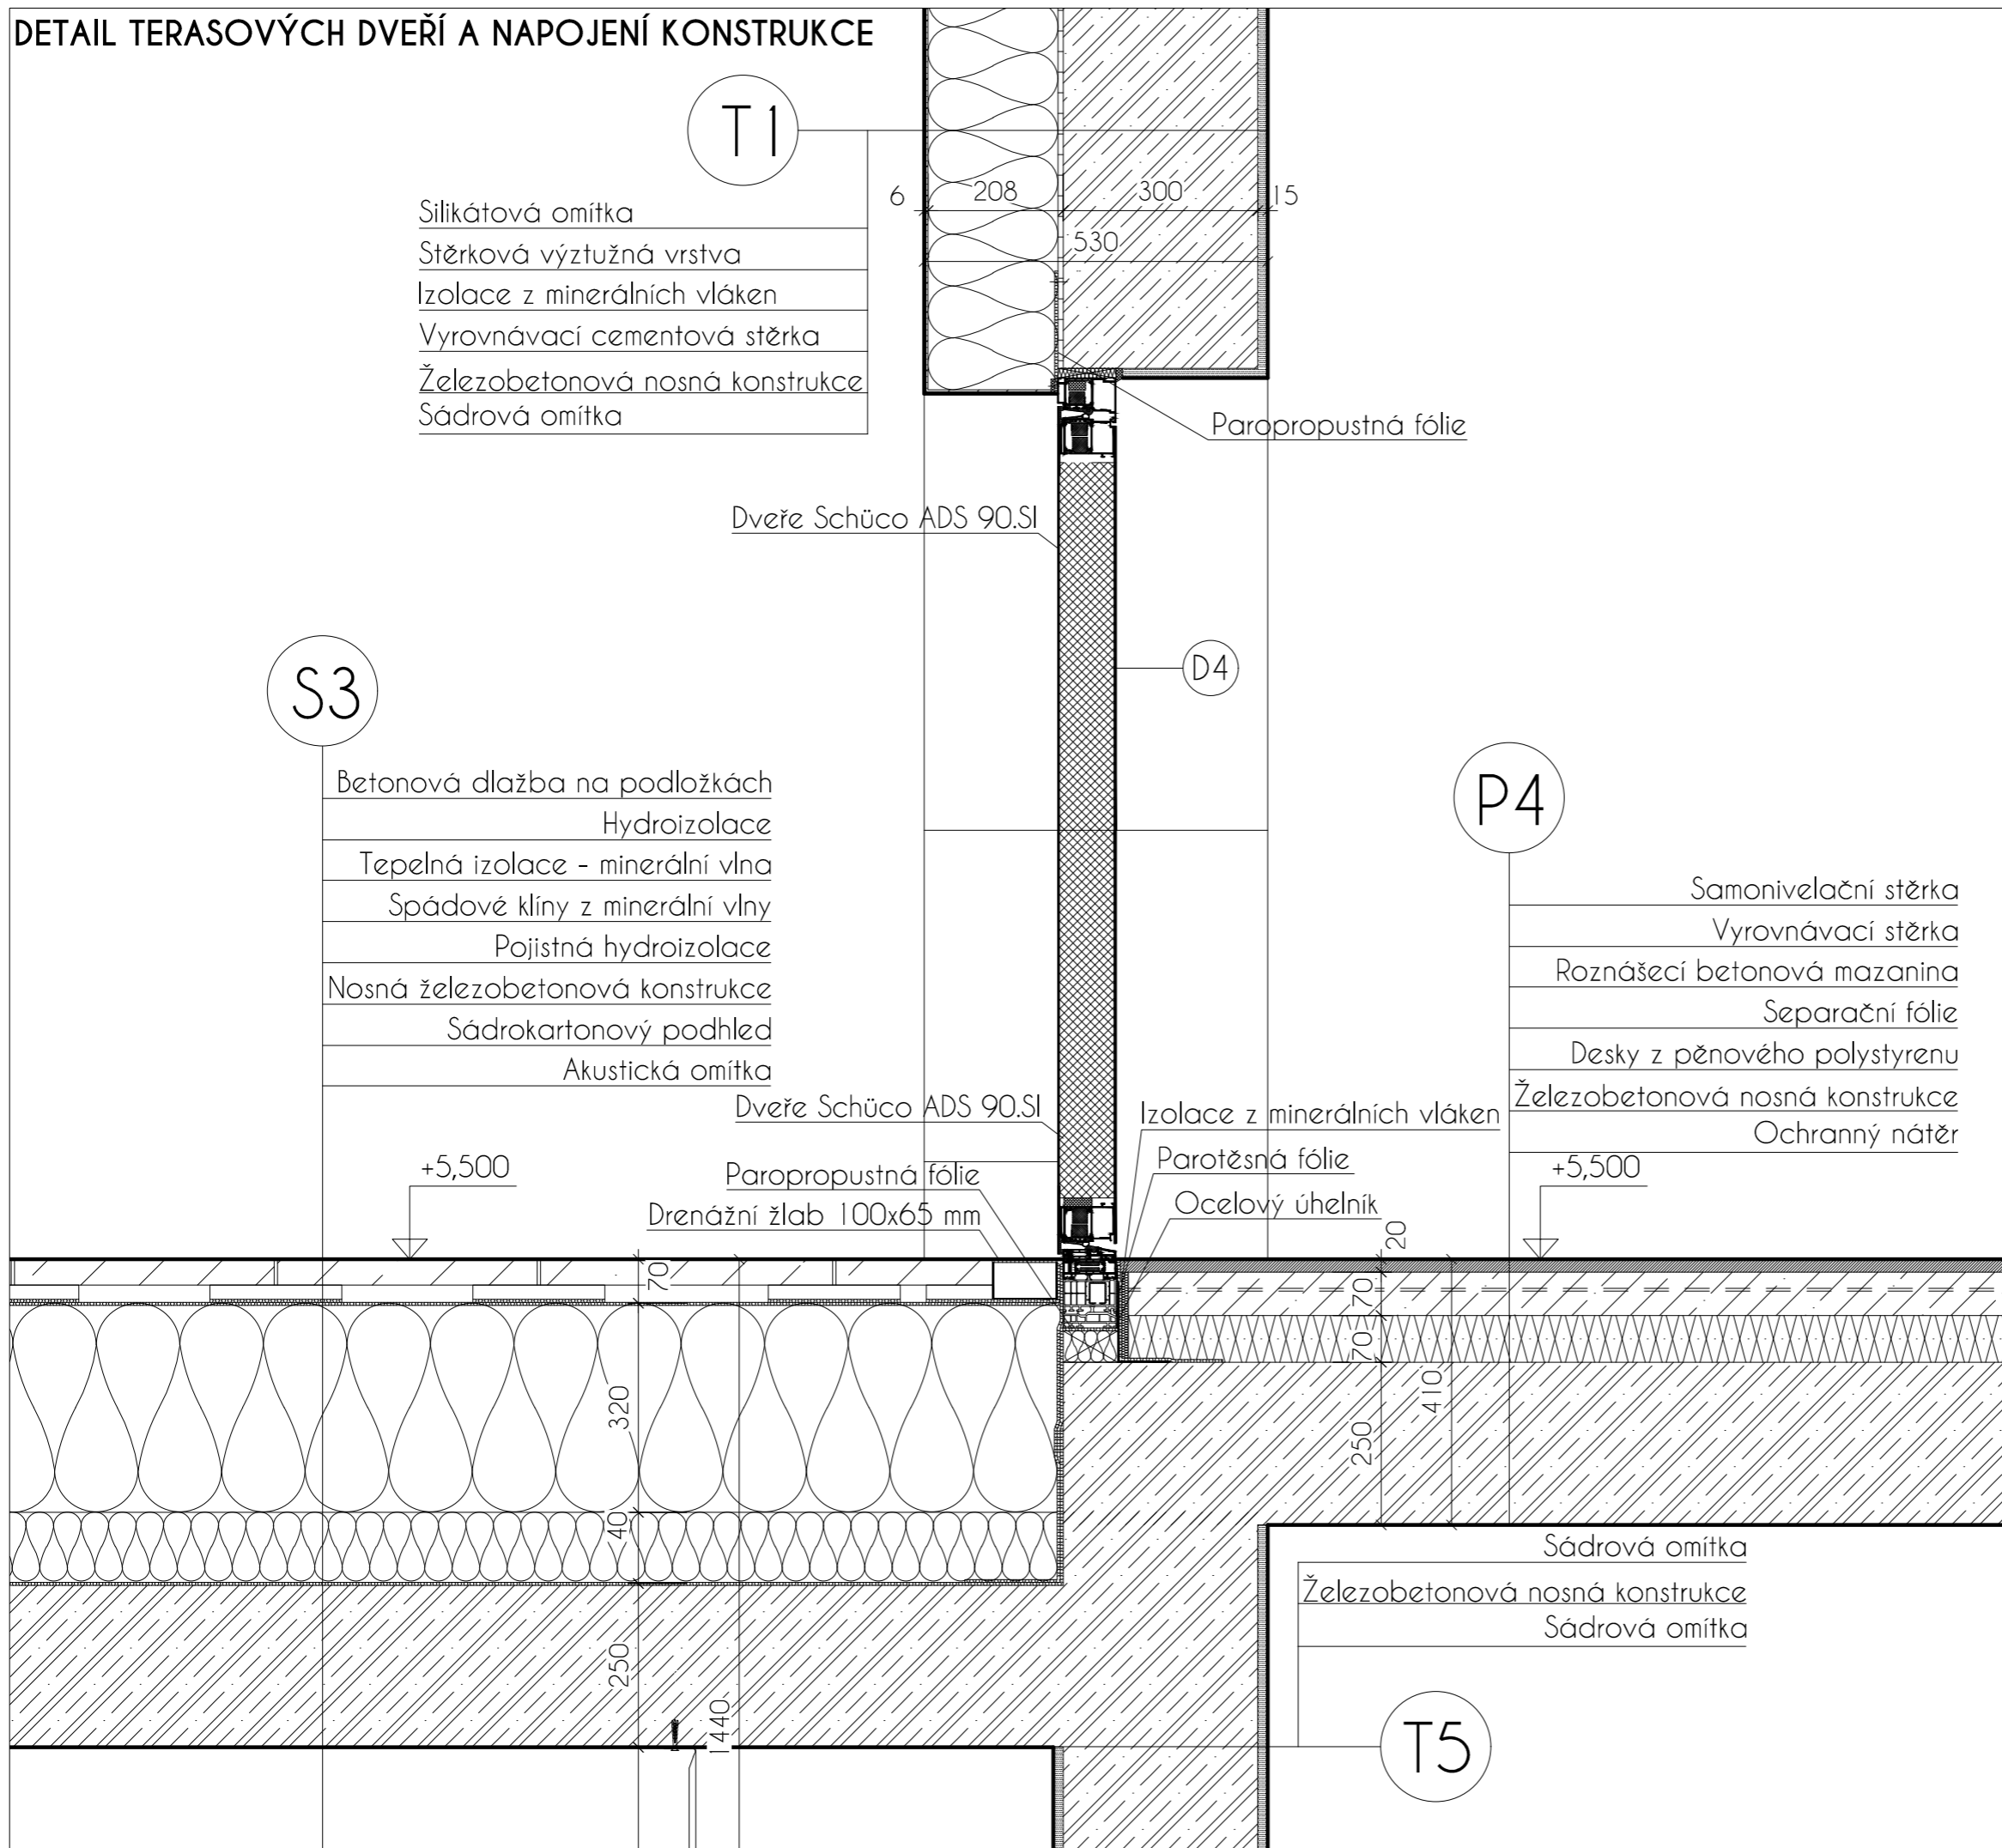 DETAIL TERASOVÝCH DVEŘÍ A NAPOJENÍ KONSTRUKCE
T1
Silikátová omítka
Stěrková výztužná vrstva
Izolace z minerálních vláken
Vyrovnávací cementová stěrka
Železobetonová nosná konstrukce
Sádrová omítka
6
208
300
15
530
Paropropustná fólie
Dveře Schüco ADS 90.SI
D4
S3
Betonová dlažba na podložkách
Hydroizolace
Tepelná izolace - minerální vlna
Spádové klíny z minerální vlny
Pojistná hydroizolace
Nosná železobetonová konstrukce
Sádrokartonový podhled
Akustická omítka
P4
Samonivelační stěrka
Vyrovnávací stěrka
Roznášecí betonová mazanina
Separační fólie
Desky z pěnového polystyrenu
Železobetonová nosná konstrukce
Ochranný nátěr
Dveře Schüco ADS 90.SI
Paropropustná fólie
Drenážní žlab 100x65 mm
Izolace z minerálních vláken
Parotěsná fólie
Ocelový úhelník
+5,500
+5,500
70
320
40
250
1440
20
70
70
250
410
Sádrová omítka
Železobetonová nosná konstrukce
Sádrová omítka
T5